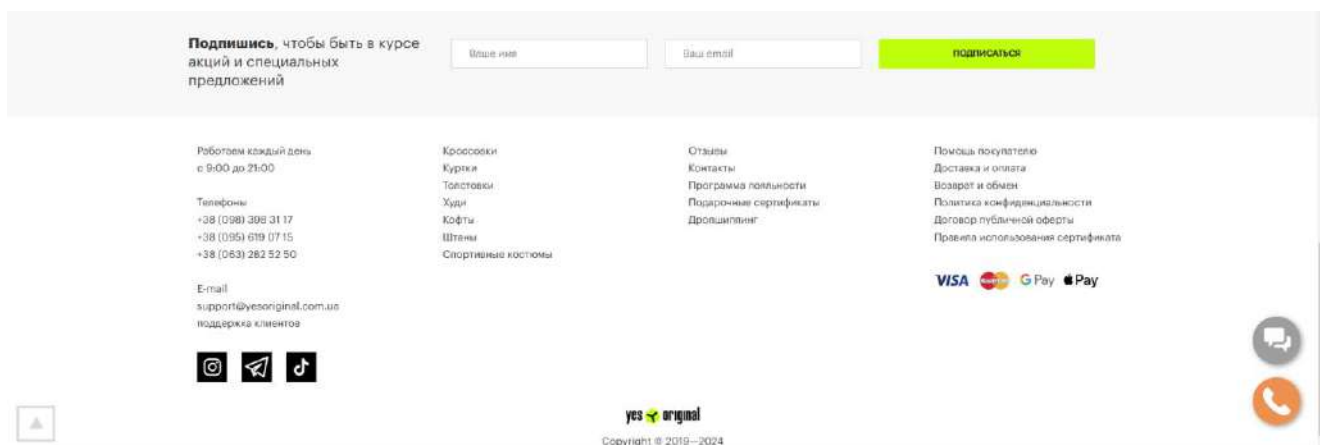 Подпишись, чтобы быть в курсе
акций и специальных
предложений
Ваше имя
Ваш email
ПОДПИСАТЬСЯ
Работаем каждый день
с 9:00 до 21:00
Телефоны
+38 (098) 398 31 17
+38 (095) 619 07 15
+38 (063) 282 52 50
E-mail
support@yesoriginal.com.ua
поддержка клиентов
Кроссовки
Куртки
Толстовки
Худи
Кофты
Штаны
Спортивные костюмы
Отзывы
Контакты
Программа лояльности
Подарочные сертификаты
Дропшиппинг
Помощь покупателю
Доставка и оплата
Возврат и обмен
Политика конфиденциальности
Договор публичной оферты
Правила использования сертификата
VISA G Pay Pay
yes original
Copyright © 2019—2024